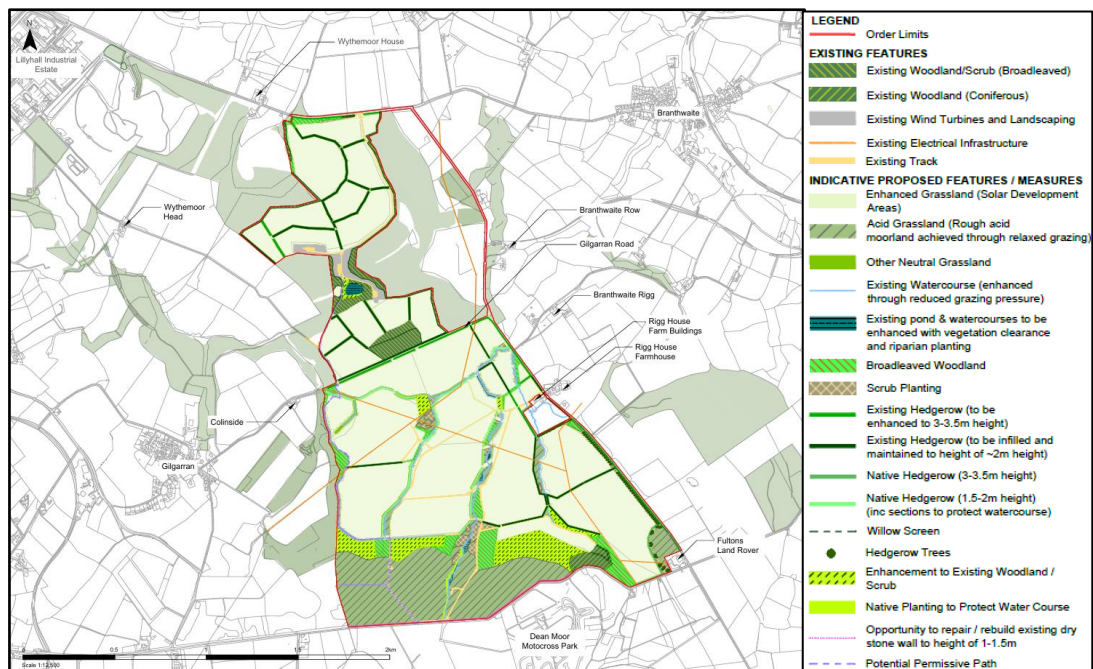 N
Lillyhall Industrial
Estate
Wythemoor House
Branthwaite
Wythemoor
Head
Branthwaite Row
Gilgarran Road
Branthwaite Rigg
Rigg House
Farm Buildings
Rigg House
Farmhouse
Colinside
Gilgarran
Fultons
Land Rover
Dean Moor
Motocross Park
0 0.5 1 1.5 2km
Scale 1:12,500
LEGEND
Order Limits
EXISTING FEATURES
Existing Woodland/Scrub (Broadleaved)
Existing Woodland (Coniferous)
Existing Wind Turbines and Landscaping
Existing Electrical Infrastructure
Existing Track
INDICATIVE PROPOSED FEATURES / MEASURES
Enhanced Grassland (Solar Development
Areas)
Acid Grassland (Rough acid
moorland achieved through relaxed grazing)
Other Neutral Grassland
Existing Watercourse (enhanced
through reduced grazing pressure)
Existing pond & watercourses to be
enhanced with vegetation clearance
and riparian planting
Broadleaved Woodland
Scrub Planting
Existing Hedgerow (to be
enhanced to 3-3.5m height)
Existing Hedgerow (to be infilled and
maintained to height of ~2m height)
Native Hedgerow (3-3.5m height)
Native Hedgerow (1.5-2m height)
(inc sections to protect watercourse)
Willow Screen
Hedgerow Trees
Enhancement to Existing Woodland /
Scrub
Native Planting to Protect Water Course
Opportunity to repair / rebuild existing dry
stone wall to height of 1-1.5m
Potential Permissive Path